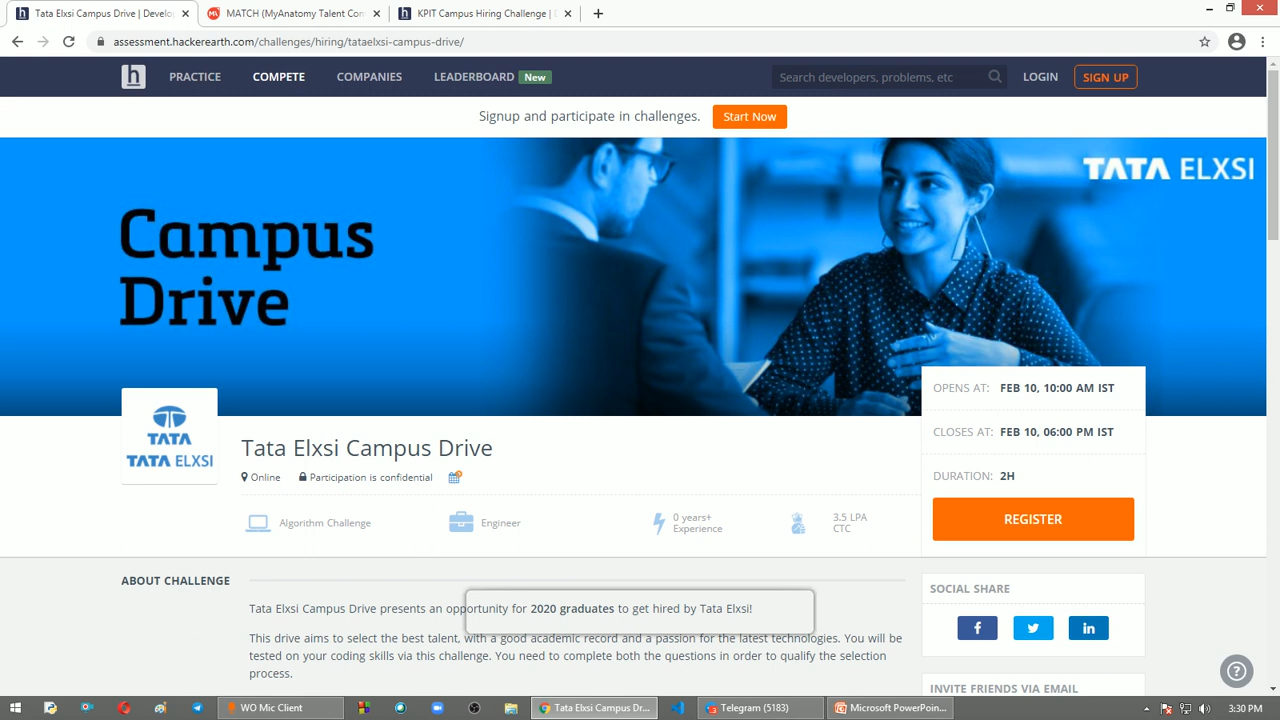 Tata Elxsi Campus Drive | Develo
MATCH (MyAnatomy Talent Con
KPIT Campus Hiring Challenge | D
assessment.hackerearth.com/challenges/hiring/tataelxsi-campus-drive/
h PRACTICE COMPETE COMPANIES LEADERBOARD New Search developers, problems, etc LOGIN SIGN UP
Signup and participate in challenges. Start Now
TATA ELXSI
Campus
Drive
OPENS AT: FEB 10, 10:00 AM IST
CLOSES AT: FEB 10, 06:00 PM IST
DURATION: 2H
REGISTER
TATA
TATA ELXSI
Tata Elxsi Campus Drive
Online Participation is confidential
Algorithm Challenge
Engineer
0 years+
Experience
3.5 LPA
CTC
ABOUT CHALLENGE
Tata Elxsi Campus Drive presents an opportunity for 2020 graduates to get hired by Tata Elxsi!
This drive aims to select the best talent, with a good academic record and a passion for the latest technologies. You will be
tested on your coding skills via this challenge. You need to complete both the questions in order to qualify the selection
process.
SOCIAL SHARE
f
in
INVITE FRIENDS VIA EMAIL
WO Mic Client
Tata Elxsi Campus Dr...
Telegram (5183)
Microsoft PowerPoin...
3:30 PM